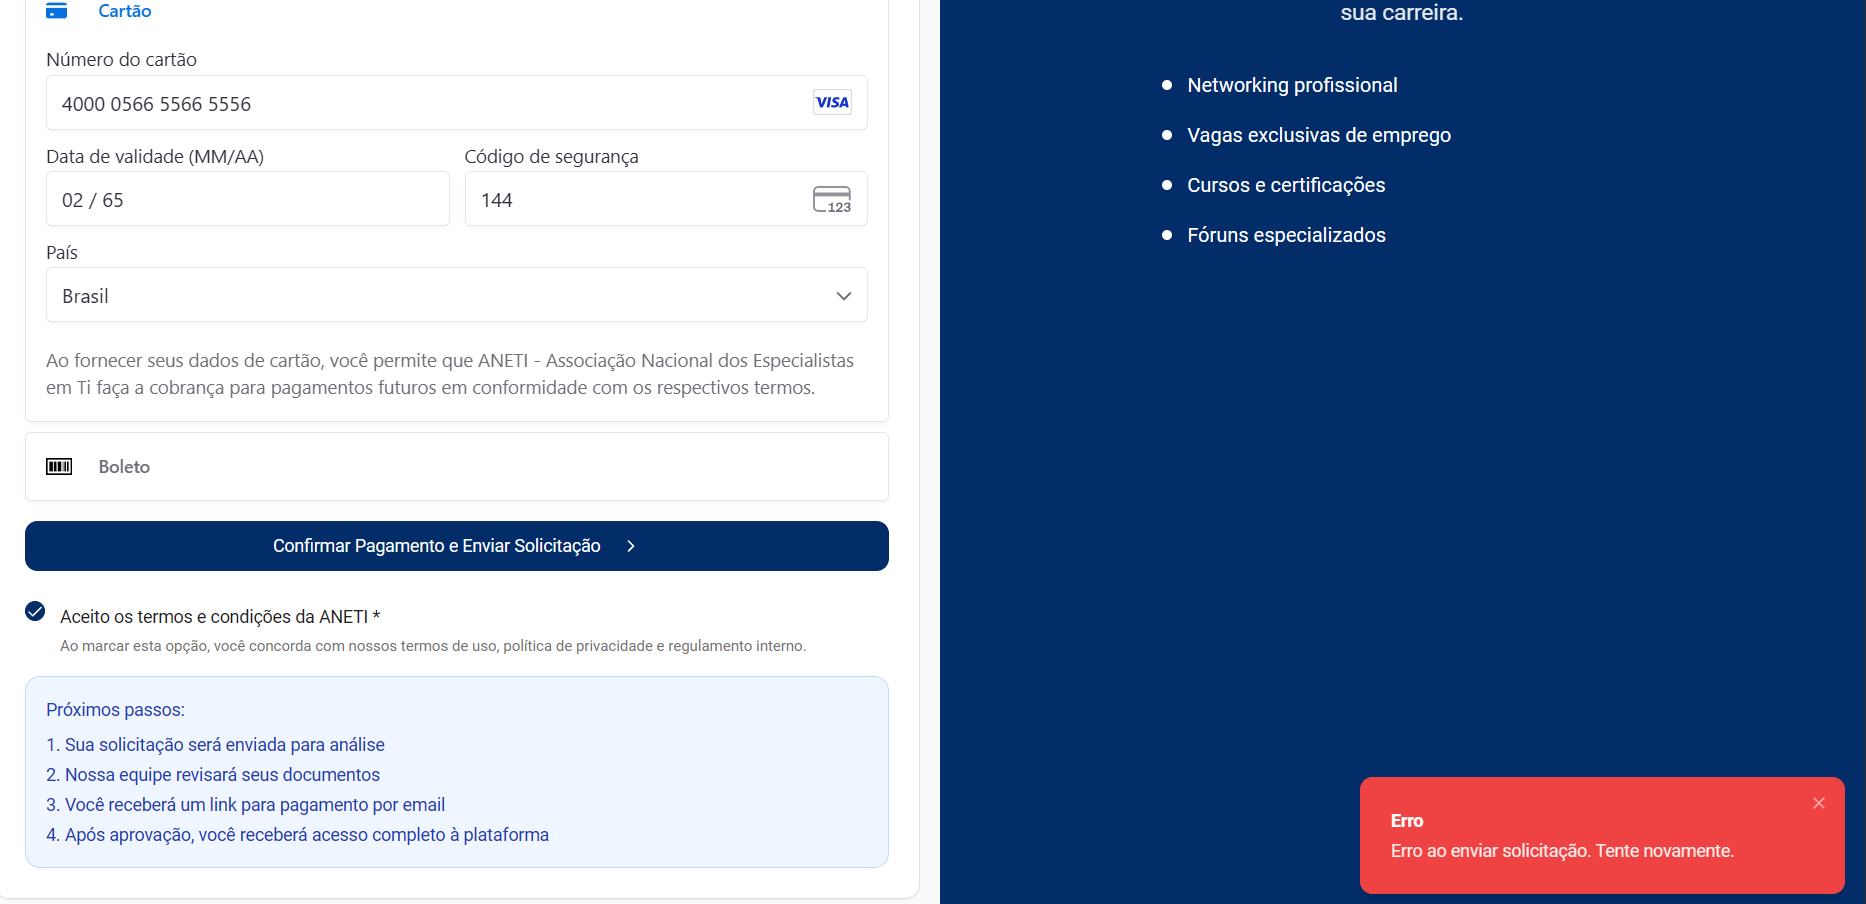 Cartão
Número do cartão
4000 0566 5566 5556
VISA
Data de validade (MM/AA)
Código de segurança
02 / 65
144
123
País
Brasil
Ao fornecer seus dados de cartão, você permite que ANETI - Associação Nacional dos Especialistas
em Ti faça a cobrança para pagamentos futuros em conformidade com os respectivos termos.
Boleto
Confirmar Pagamento e Enviar Solicitação
Aceito os termos e condições da ANETI *
Ao marcar esta opção, você concorda com nossos termos de uso, política de privacidade e regulamento interno.
Próximos passos:
1. Sua solicitação será enviada para análise
2. Nossa equipe revisará seus documentos
3. Você receberá um link para pagamento por email
4. Após aprovação, você receberá acesso completo à plataforma
sua carreira.
Networking profissional
Vagas exclusivas de emprego
Cursos e certificações
Fóruns especializados
Erro
Erro ao enviar solicitação. Tente novamente.